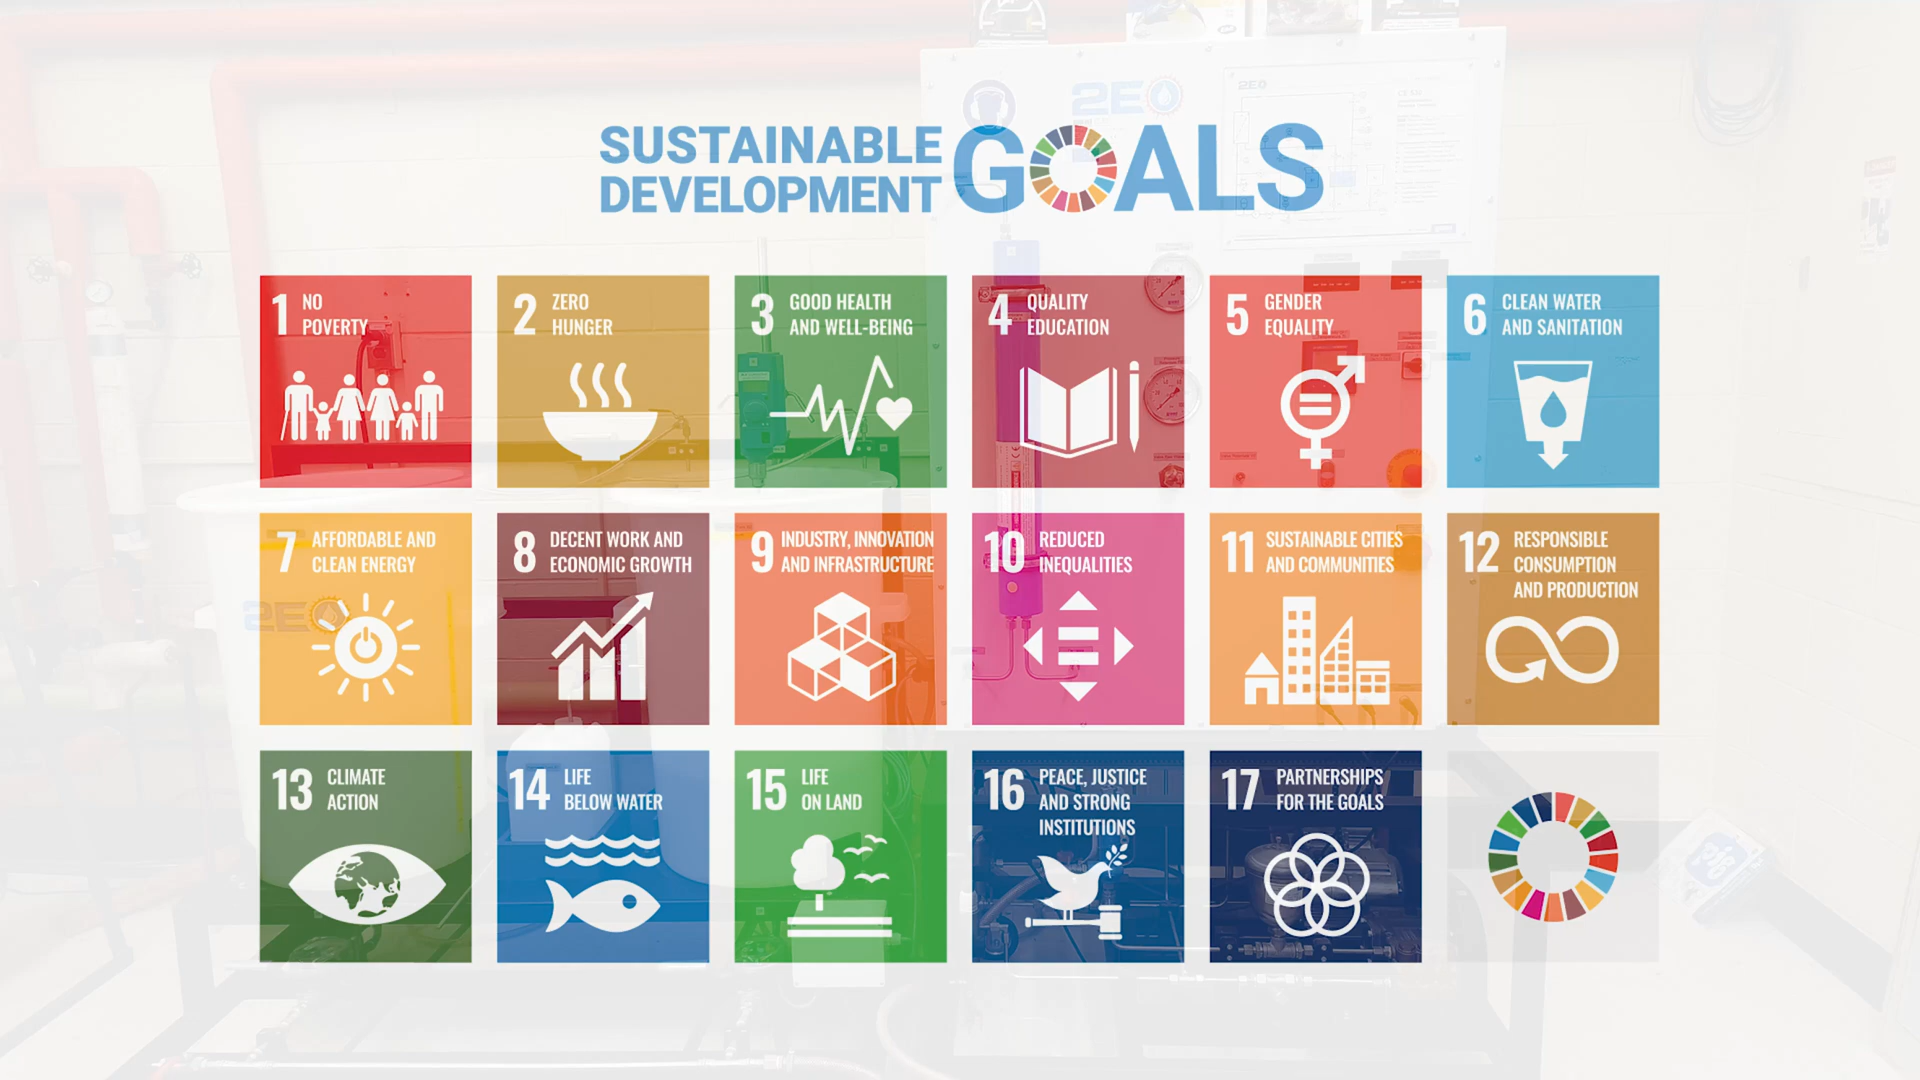 2EO
2EO
SUSTAINABLE
DEVELOPMENT
GOALS
1 NO
POVERTY
2 ZERO
HUNGER
3 GOOD HEALTH
AND WELL-BEING
4 QUALITY
EDUCATION
5 GENDER
EQUALITY
6 CLEAN WATER
AND SANITATION
7 AFFORDABLE AND
CLEAN ENERGY
8 DECENT WORK AND
ECONOMIC GROWTH
9 INDUSTRY, INNOVATION
AND INFRASTRUCTURE
10 REDUCED
INEQUALITIES
11 SUSTAINABLE CITIES
AND COMMUNITIES
12 RESPONSIBLE
CONSUMPTION
AND PRODUCTION
2EO
13 CLIMATE
ACTION
14 LIFE
BELOW WATER
15 LIFE
ON LAND
16 PEACE, JUSTICE
AND STRONG
INSTITUTIONS
17 PARTNERSHIPS
FOR THE GOALS